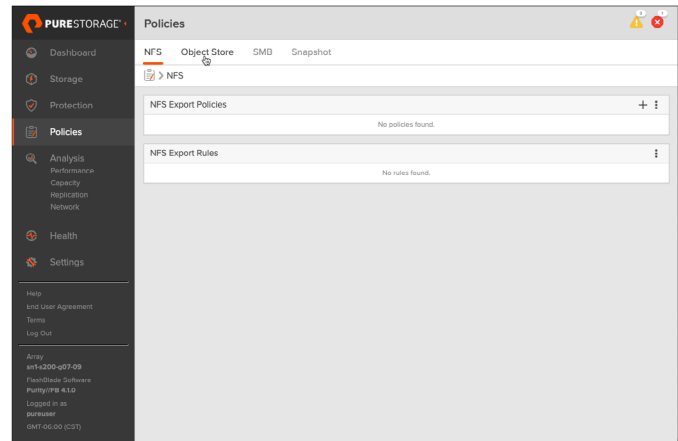 PURESTORAGE
Policies
Dashboard
Storage
Protection
Policies
Analysis
Performance
Capacity
Replication
Network
Health
Settings
Help
End User Agreement
Terms
Log Out
Array
sn1-s200-g07-09
FlashBlade Software
Purity//FB 4.1.0
Logged in as
pureuser
GMT-06:00 (CST)
NFS Object Store SMB Snapshot
> NFS
NFS Export Policies + ⋮
No policies found.
NFS Export Rules ⋮
No rules found.